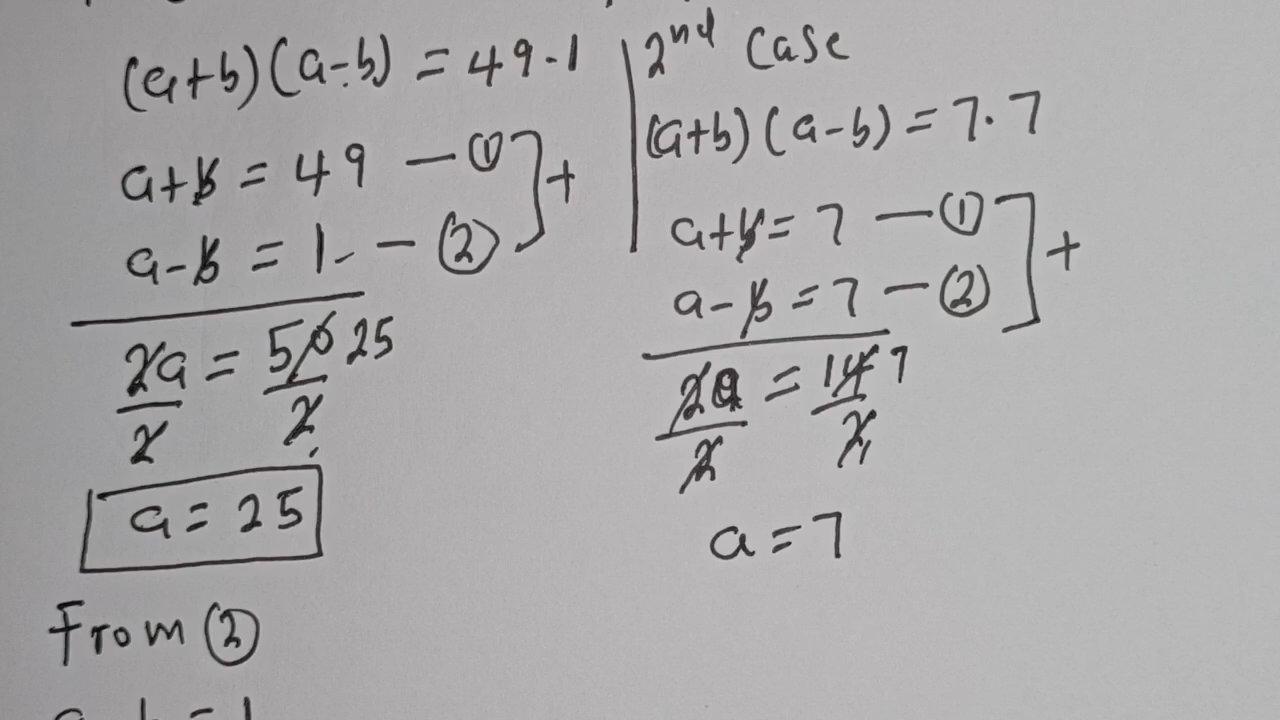 (a+b)(a-b) = 49.1
a+b = 49 — ①
a-b = 1 - ②
+
2a = 50 25
2 2
a = 25
From ②
a-b = 1
2nd Case
(a+b)(a-b) = 7.7
a+b = 7 — ①
a-b = 7 — ②
+
2a = 14 7
2 2
a = 7